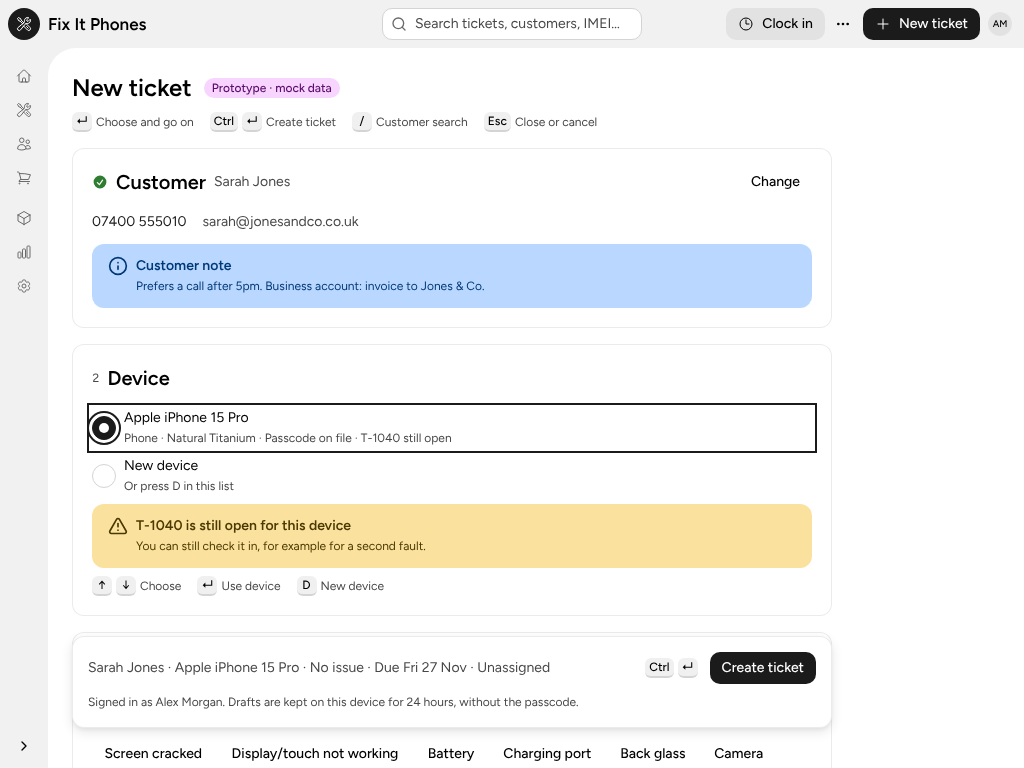 Fix It Phones
Search tickets, customers, IMEI...
Clock in
New ticket
AM
New ticket
Prototype · mock data
↵ Choose and go on
Ctrl ↵ Create ticket
/ Customer search
Esc Close or cancel
Customer Sarah Jones
Change
07400 555010 sarah@jonesandco.co.uk
Customer note
Prefers a call after 5pm. Business account: invoice to Jones & Co.
2 Device
Apple iPhone 15 Pro
Phone · Natural Titanium · Passcode on file · T-1040 still open
New device
Or press D in this list
T-1040 is still open for this device
You can still check it in, for example for a second fault.
↑ ↓ Choose ↵ Use device D New device
Sarah Jones · Apple iPhone 15 Pro · No issue · Due Fri 27 Nov · Unassigned
Ctrl ↵ Create ticket
Signed in as Alex Morgan. Drafts are kept on this device for 24 hours, without the passcode.
Screen cracked Display/touch not working Battery Charging port Back glass Camera